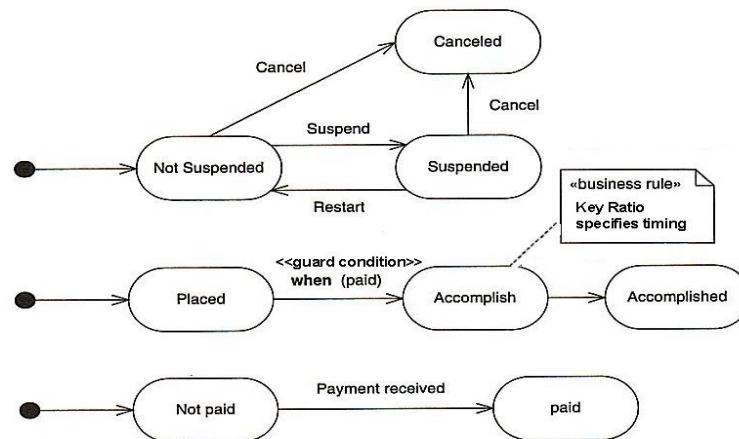 Canceled
Cancel
Cancel
Suspend
Not Suspended
Suspended
Restart
«business rule»
Key Ratio
specifies timing
<<guard condition>>
when (paid)
Placed
Accomplish
Accomplished
Payment received
Not paid
paid